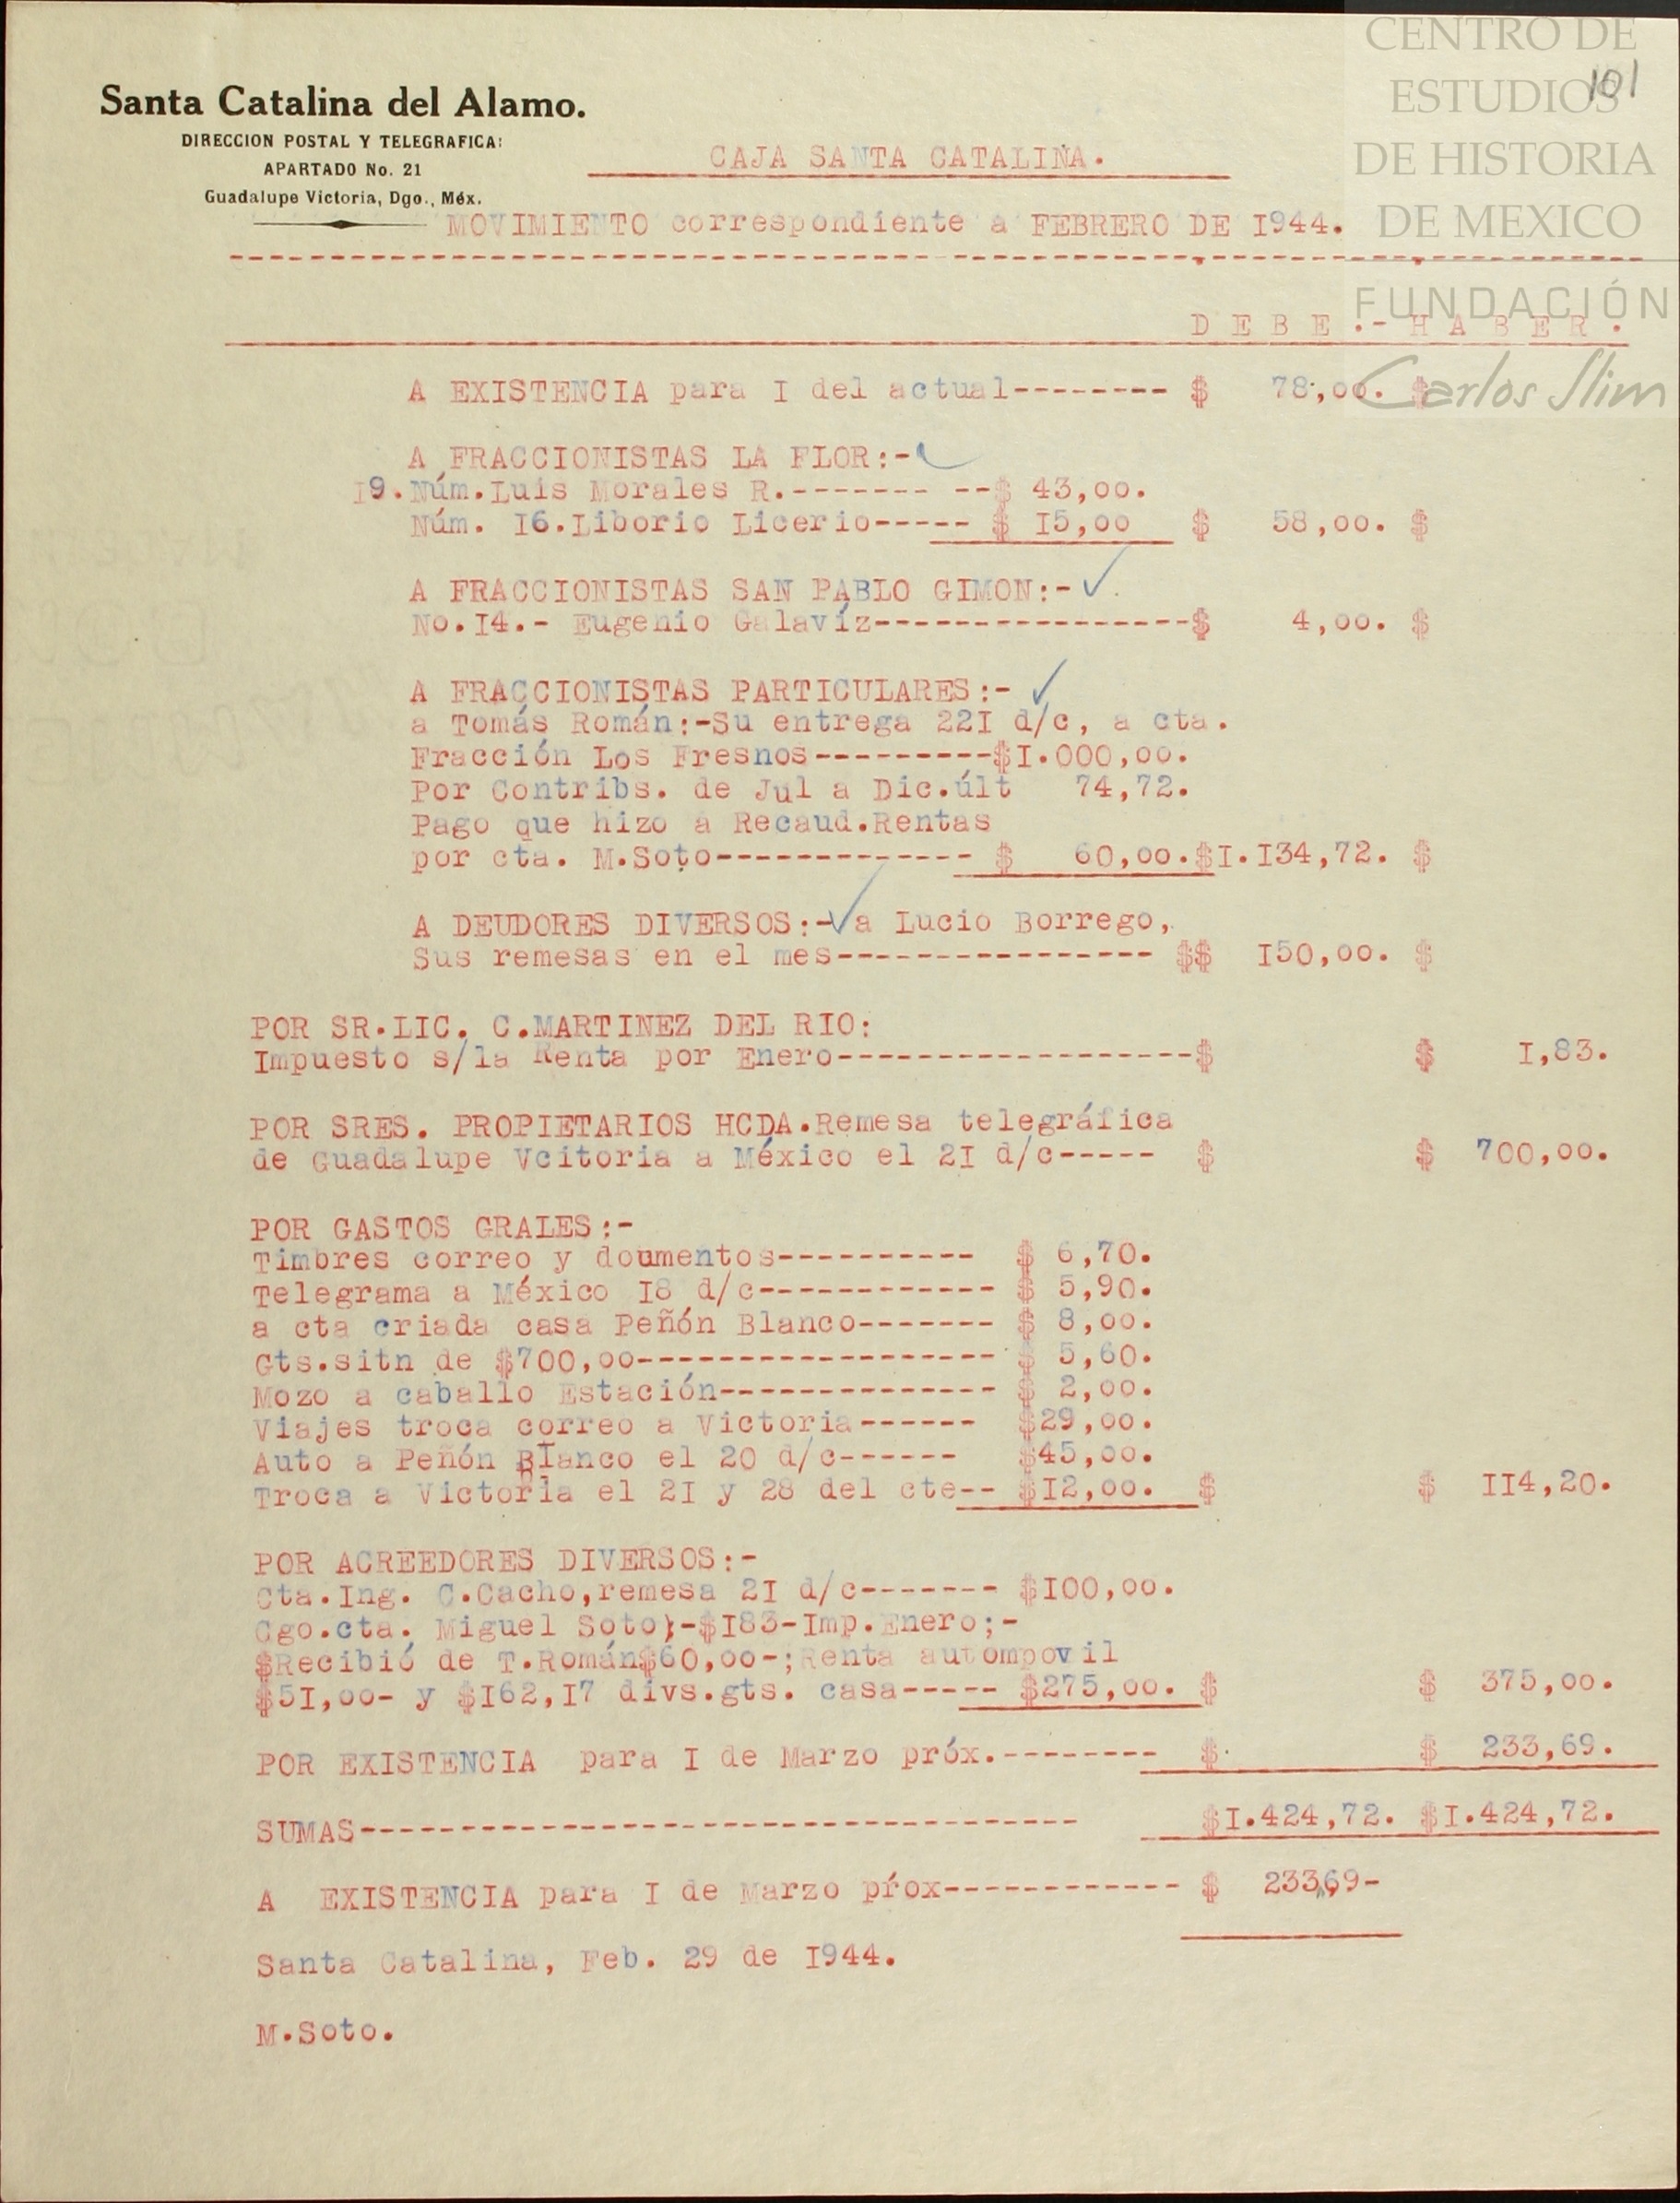 CENTRO DE
ESTUDIOS
DE HISTORIA
DE MEXICO
FUNDACIÓN
Carlos Slim
101
Santa Catalina del Alamo.
DIRECCION POSTAL Y TELEGRAFICA:
APARTADO No. 21
Guadalupe Victoria, Dgo., Méx.
CAJA SANTA CATALINA.
MOVIMIENTO correspondiente a FEBRERO DE I944.
D E B E .- H A B E R .
A EXISTENCIA para I del actual-------- $ 78,00. $
A FRACCIONISTAS LA FLOR:-
I9.Núm.Luis Morales R.------- --$ 43,00.
Núm. I6.Liborio Licerio----- $ I5,00 $ 58,00. $
A FRACCIONISTAS SAN PABLO GIMON:- ✓
No.I4.- Eugenio Galavíz----------------$ 4,00. $
A FRACCIONISTAS PARTICULARES:- ✓
a Tomás Román:-Su entrega 22I d/c, a cta.
Fracción Los Fresnos---------$I.000,00.
Por Contribs. de Jul a Dic.últ 74,72.
Pago que hizo a Recaud.Rentas
por cta. M.Soto------------- $ 60,00.$I.I34,72. $
A DEUDORES DIVERSOS:-✓a Lucio Borrego,
Sus remesas en el mes---------------- $$ I50,00. $
POR SR.LIC. C.MARTINEZ DEL RIO:
Impuesto s/la Renta por Enero------------------$ $ I,83.
POR SRES. PROPIETARIOS HCDA.Remesa telegráfica
de Guadalupe Vcitoria a México el 2I d/c----- $ $ 700,00.
POR GASTOS GRALES:-
Timbres correo y doumentos---------- $ 6,70.
Telegrama a México I8 d/c------------ $ 5,90.
a cta criada casa Peñón Blanco------- $ 8,00.
Gts.sitn de $700,00------------------ $ 5,60.
Mozo a caballo Estación-------------- $ 2,00.
Viajes troca correo a Victoria------ $29,00.
Auto a Peñón BIanco el 20 d/c------ $45,00.
Troca a Victoria el 2I y 28 del cte-- $I2,00. $ $ II4,20.
POR ACREEDORES DIVERSOS:-
Cta.Ing. C.Cacho,remesa 2I d/c------- $I00,00.
Cgo.cta. Miguel Soto;-$I83-Imp.Enero;-
$Recibió de T.Román$60,00-;Renta autompovil
$5I,00- y $I62,I7 divs.gts. casa----- $275,00. $ $ 375,00.
POR EXISTENCIA para I de Marzo próx.-------- $ $ 233,69.
SUMAS------------------------------------ $I.424,72. $I.424,72.
A EXISTENCIA para I de Marzo pŕox------------ $ 233,69-
Santa Catalina, Feb. 29 de I944.
M.Soto.